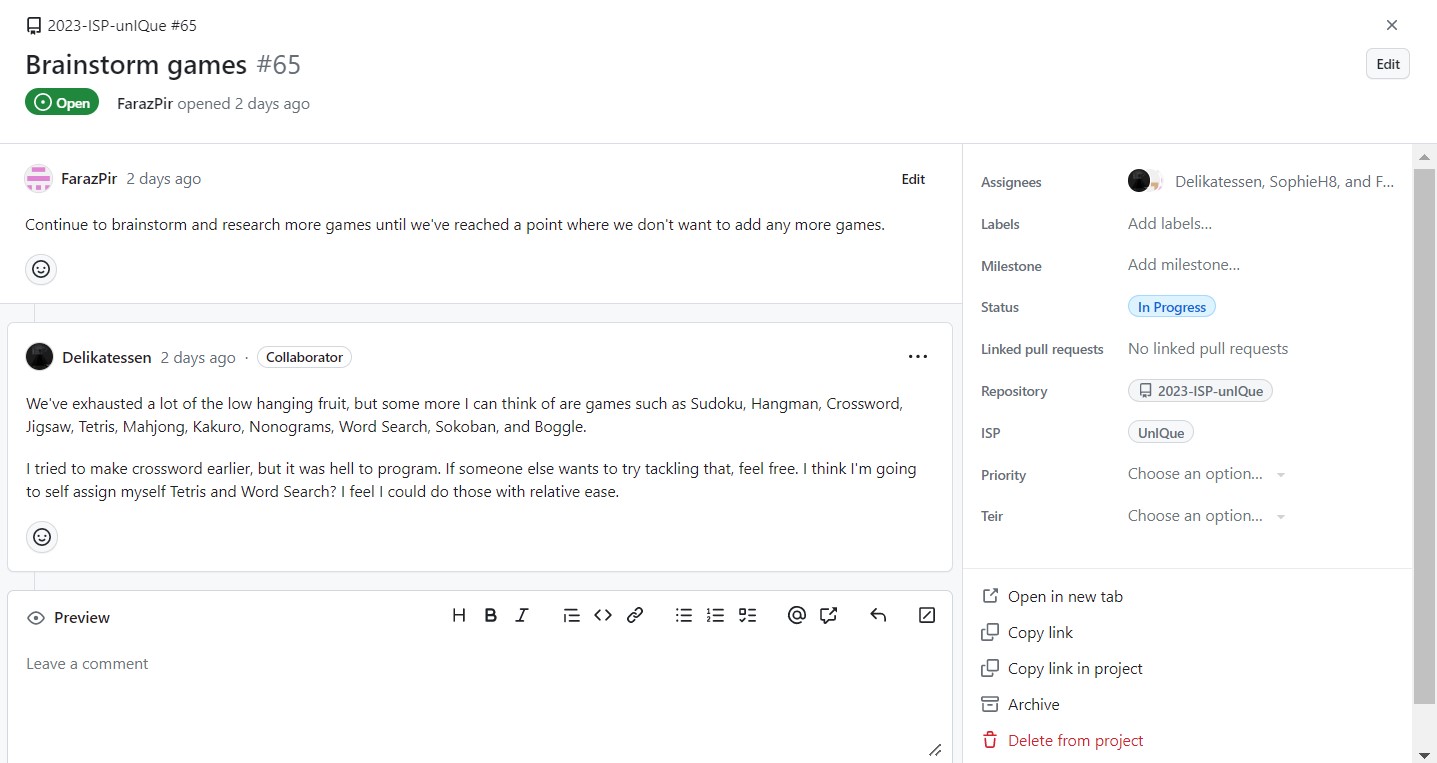 2023-ISP-unIQue #65
Brainstorm games #65
Edit
Open
FarazPir opened 2 days ago
FarazPir 2 days ago
Edit
Continue to brainstorm and research more games until we've reached a point where we don't want to add any more games.
Delikatessen 2 days ago · Collaborator
We've exhausted a lot of the low hanging fruit, but some more I can think of are games such as Sudoku, Hangman, Crossword,
Jigsaw, Tetris, Mahjong, Kakuro, Nonograms, Word Search, Sokoban, and Boggle.
I tried to make crossword earlier, but it was hell to program. If someone else wants to try tackling that, feel free. I think I'm going
to self assign myself Tetris and Word Search? I feel I could do those with relative ease.
Preview
Leave a comment
Assignees Delikatessen, SophieH8, and F...
Labels Add labels...
Milestone Add milestone...
Status In Progress
Linked pull requests No linked pull requests
Repository 2023-ISP-unIQue
ISP UnIQue
Priority Choose an option...
Teir Choose an option...
Open in new tab
Copy link
Copy link in project
Archive
Delete from project